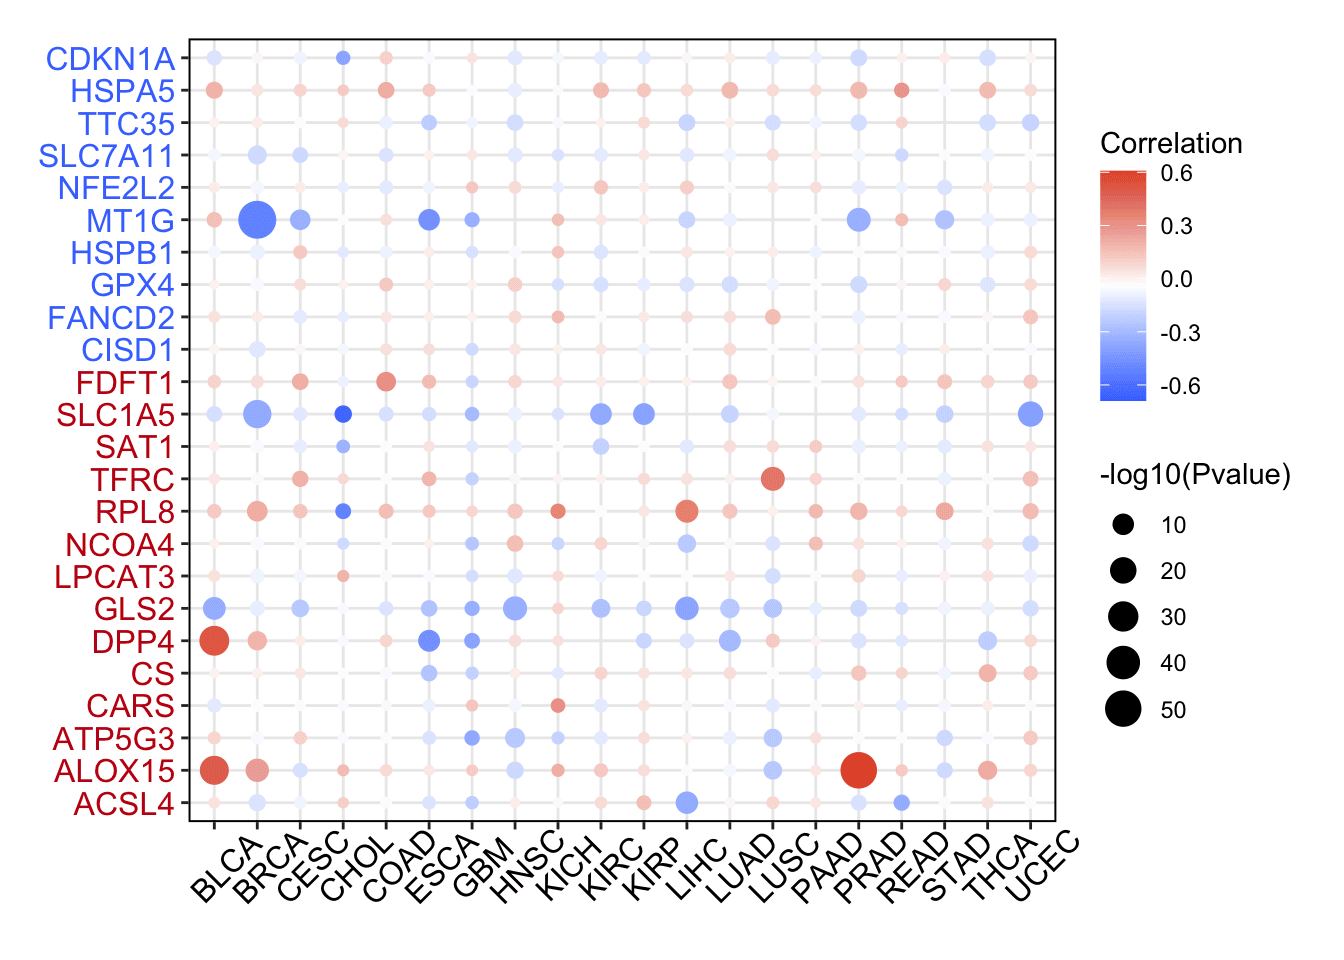 CDKN1A
HSPA5
TTC35
SLC7A11
NFE2L2
MT1G
HSPB1
GPX4
FANCD2
CISD1
FDFT1
SLC1A5
SAT1
TFRC
RPL8
NCOA4
LPCAT3
GLS2
DPP4
CS
CARS
ATP5G3
ALOX15
ACSL4
BLCA
BRCA
CESC
CHOL
COAD
ESCA
GBM
HNSC
KICH
KIRC
KIRP
LIHC
LUAD
LUSC
PAAD
PRAD
READ
STAD
THCA
UCEC
Correlation
0.6
0.3
0.0
-0.3
-0.6
-log10(Pvalue)
10
20
30
40
50